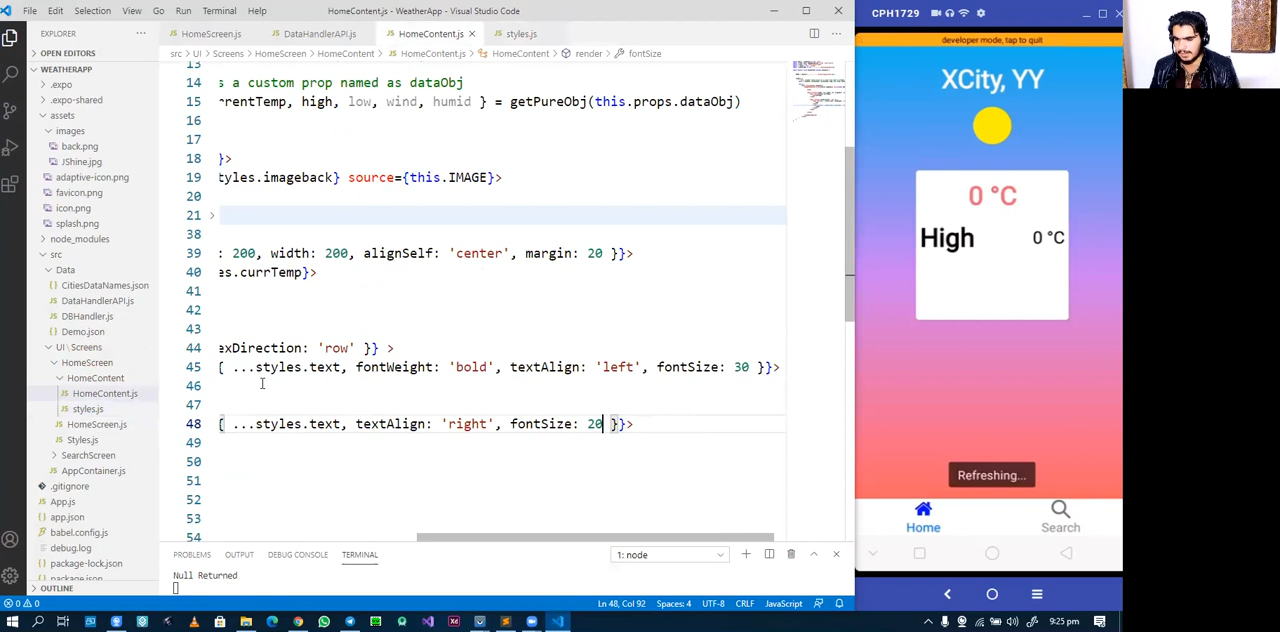 File Edit Selection View Go Run Terminal Help HomeContent.js - WeatherApp - Visual Studio Code
CPH1729
EXPLORER
HomeScreen.js
DataHandlerAPI.js
HomeContent.js
styles.js
src > UI > Screens > HomeScreen > HomeContent > HomeContent.js > HomeContent > render > fontSize
OPEN EDITORS
WEATHERAPP
.expo
.expo-shared
assets
images
back.png
JShine.jpg
adaptive-icon.png
favicon.png
icon.png
splash.png
node_modules
src
Data
CitiesDataNames.js
DataHandlerAPI.js
DBHandler.js
Demo.json
UI \ Screens
HomeScreen
HomeContent
HomeContent.js
styles.js
HomeScreen.js
Styles.js
SearchScreen
AppContainer.js
.gitignore
App.js
app.json
babel.config.js
debug.log
package-lock.json
package.json
OUTLINE
13
14 s a custom prop named as dataObj
15 rrentTemp, high, low, wind, humid } = getPureObj(this.props.dataObj)
16
17
18 }>
19 tyles.imageback} source={this.IMAGE}>
20
21
38
39 : 200, width: 200, alignSelf: 'center', margin: 20 }}>
40 es.currTemp}>
41
42
43
44 exDirection: 'row' }} >
45 { ...styles.text, fontWeight: 'bold', textAlign: 'left', fontSize: 30 }}>
46
47
48 { ...styles.text, textAlign: 'right', fontSize: 20 }}>
49
50
51
52
53
54
PROBLEMS OUTPUT DEBUG CONSOLE TERMINAL 1: node
Null Returned
0 0 Ln 48, Col 92 Spaces: 4 UTF-8 CRLF JavaScript
developer mode, tap to quit
XCity, YY
0 °C
High 0 °C
Refreshing...
Home Search
9:25 pm